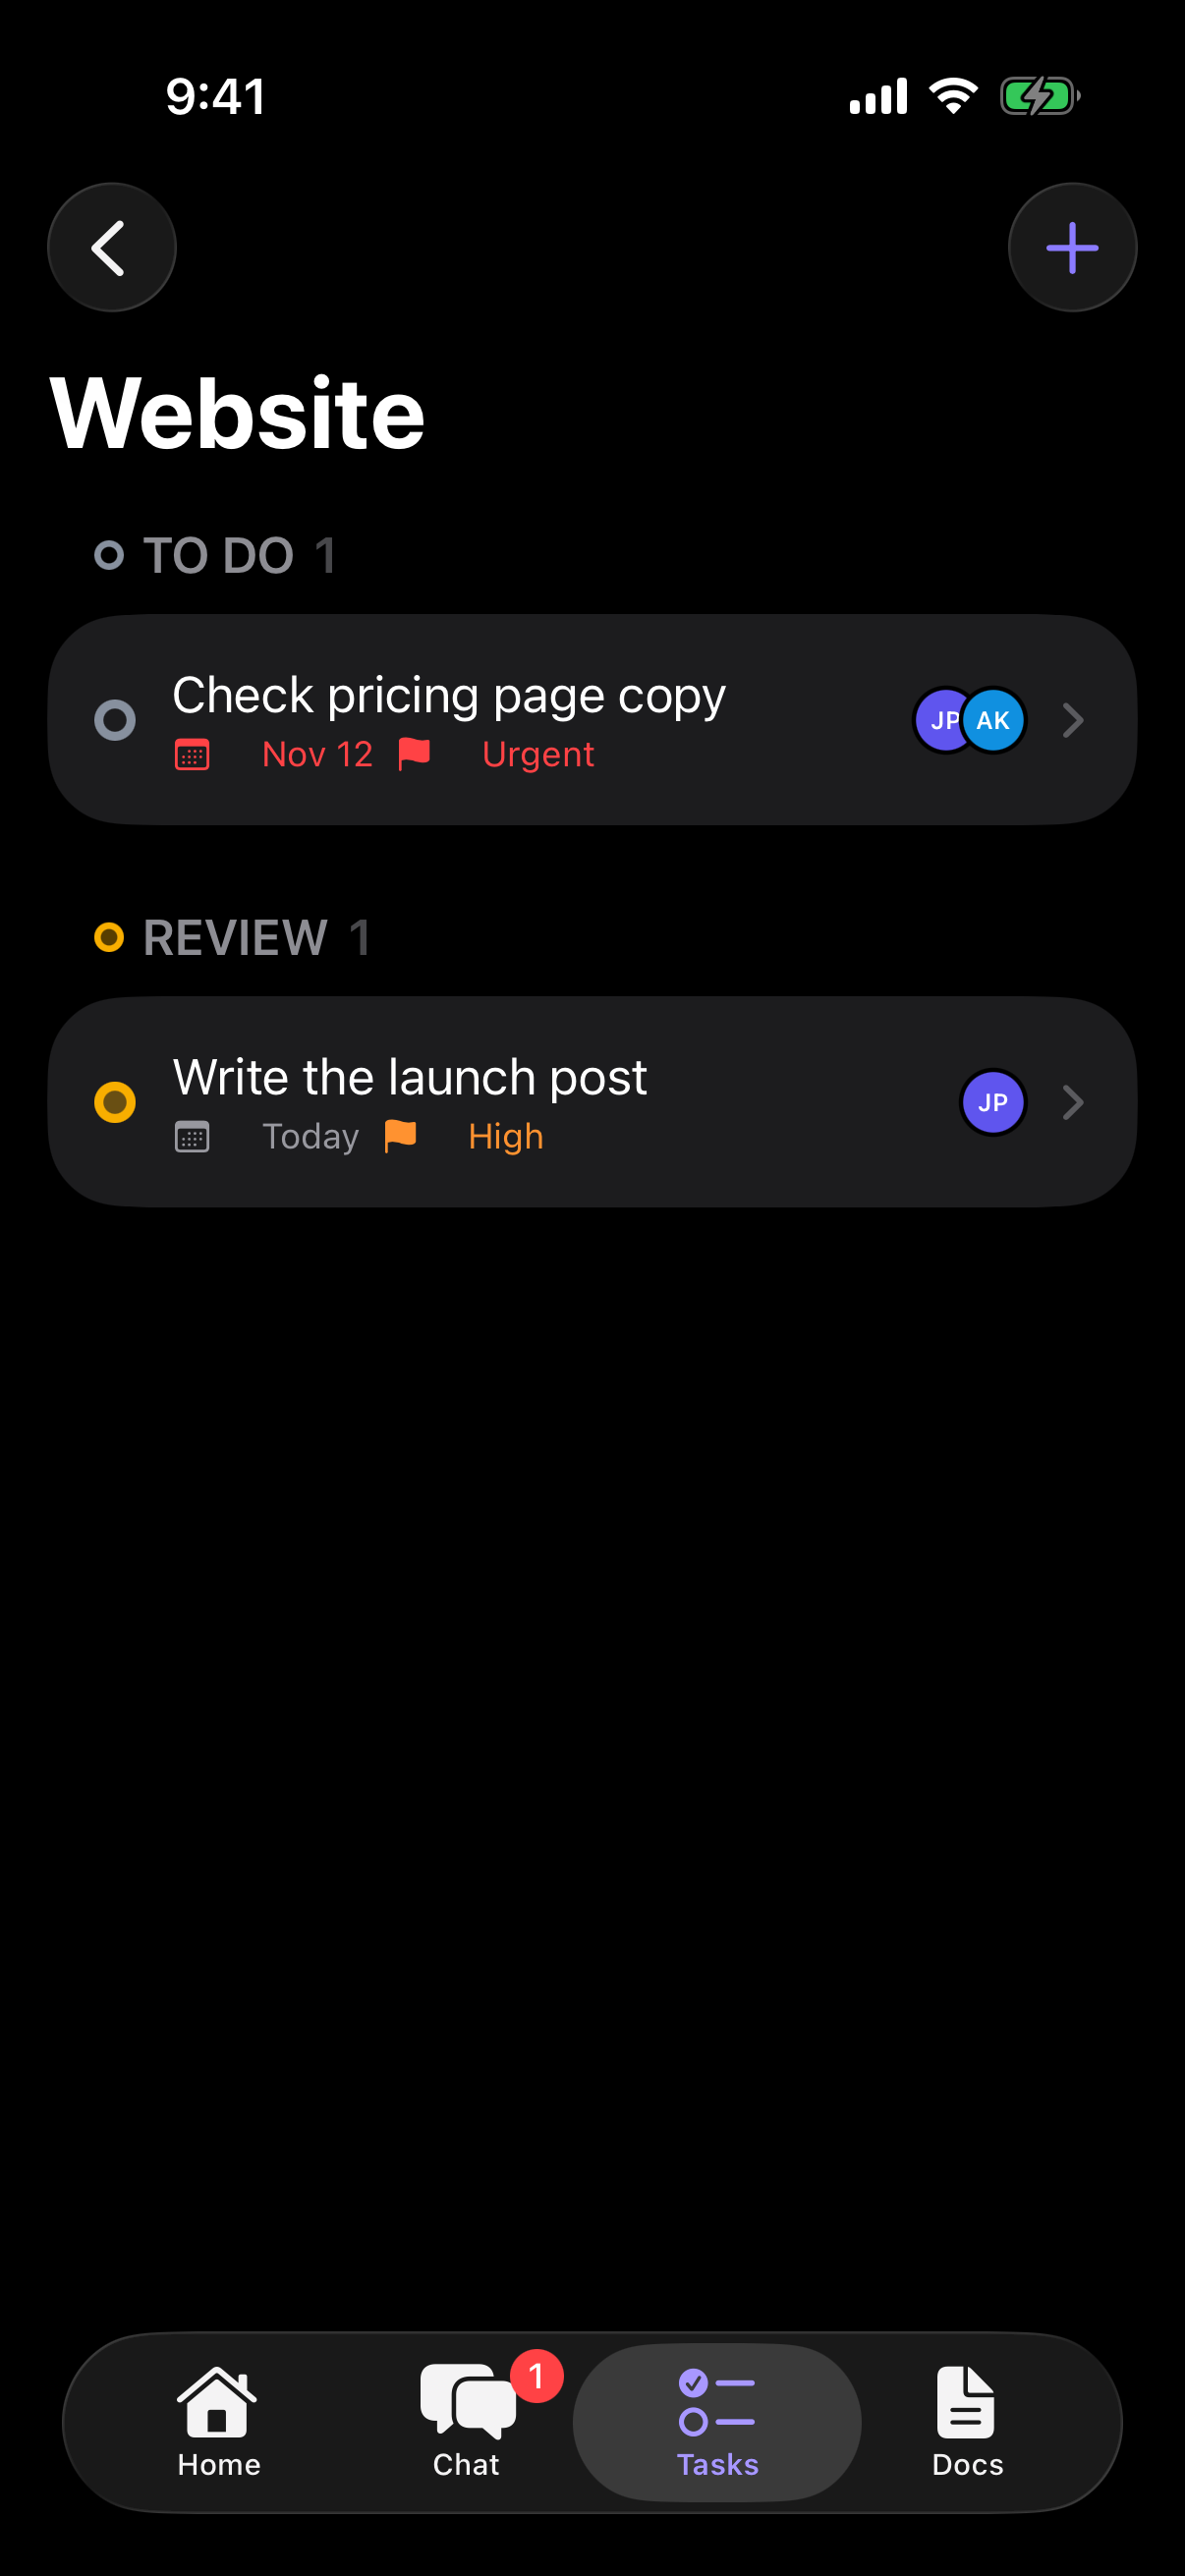 9:41
Website
TO DO 1
Check pricing page copy
Nov 12 Urgent
JP AK
REVIEW 1
Write the launch post
Today High
JP
1
Home Chat Tasks Docs